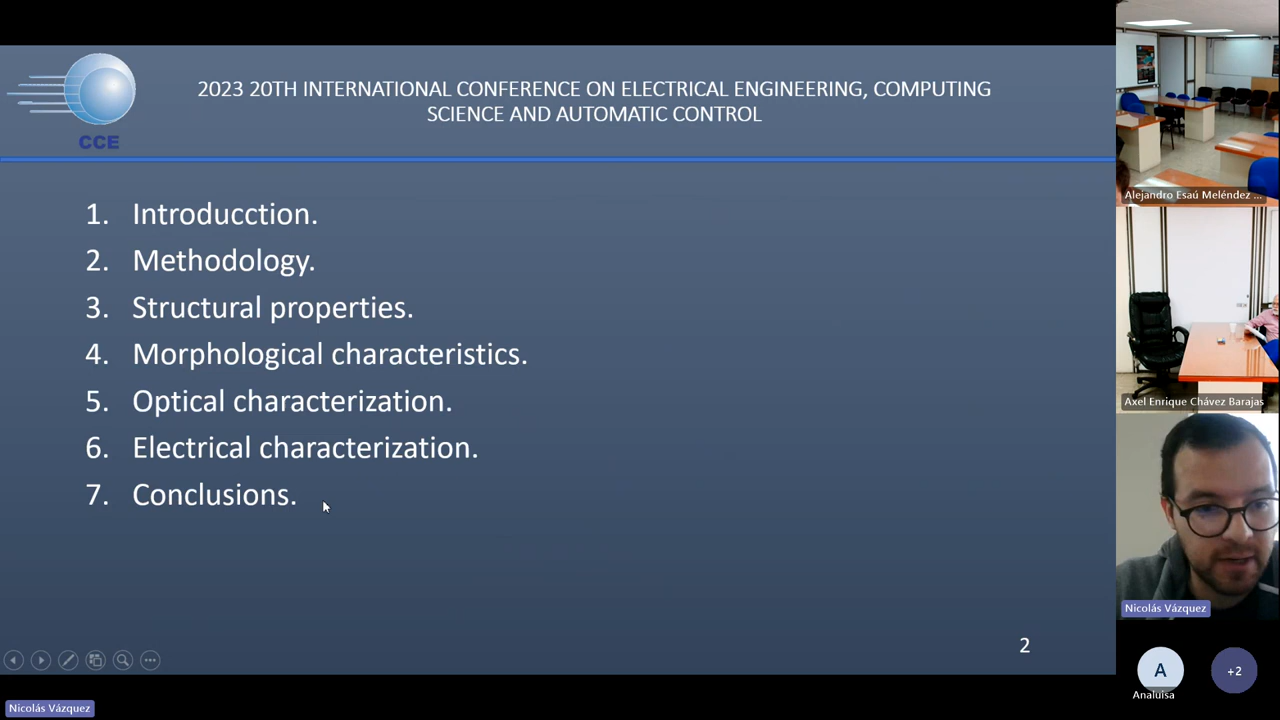 2023 20TH INTERNATIONAL CONFERENCE ON ELECTRICAL ENGINEERING, COMPUTING
SCIENCE AND AUTOMATIC CONTROL
CCE
1. Introducction.
2. Methodology.
3. Structural properties.
4. Morphological characteristics.
5. Optical characterization.
6. Electrical characterization.
7. Conclusions.
2
Nicolás Vázquez
Alejandro Esaú Meléndez ...
Axel Enrique Chávez Barajas
Nicolás Vázquez
A
Analuisa
+2